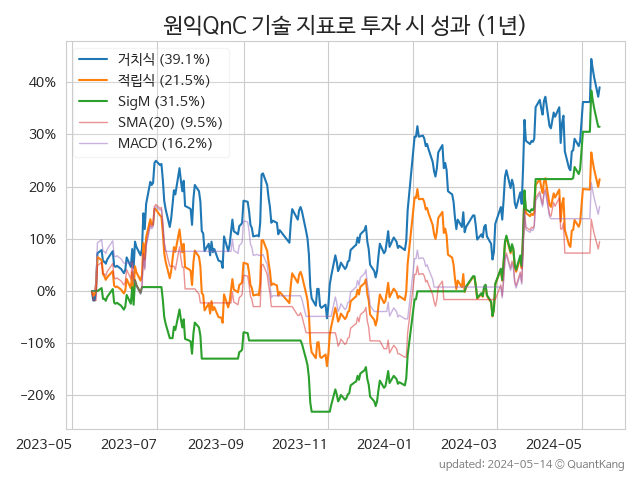 원익QnC 기술 지표로 투자 시 성과 (1년)
거치식 (39.1%)
적립식 (21.5%)
SigM (31.5%)
SMA(20) (9.5%)
MACD (16.2%)
40%
30%
20%
10%
0%
−10%
−20%
2023-05 2023-07 2023-09 2023-11 2024-01 2024-03 2024-05
updated: 2024-05-14 © QuantKang